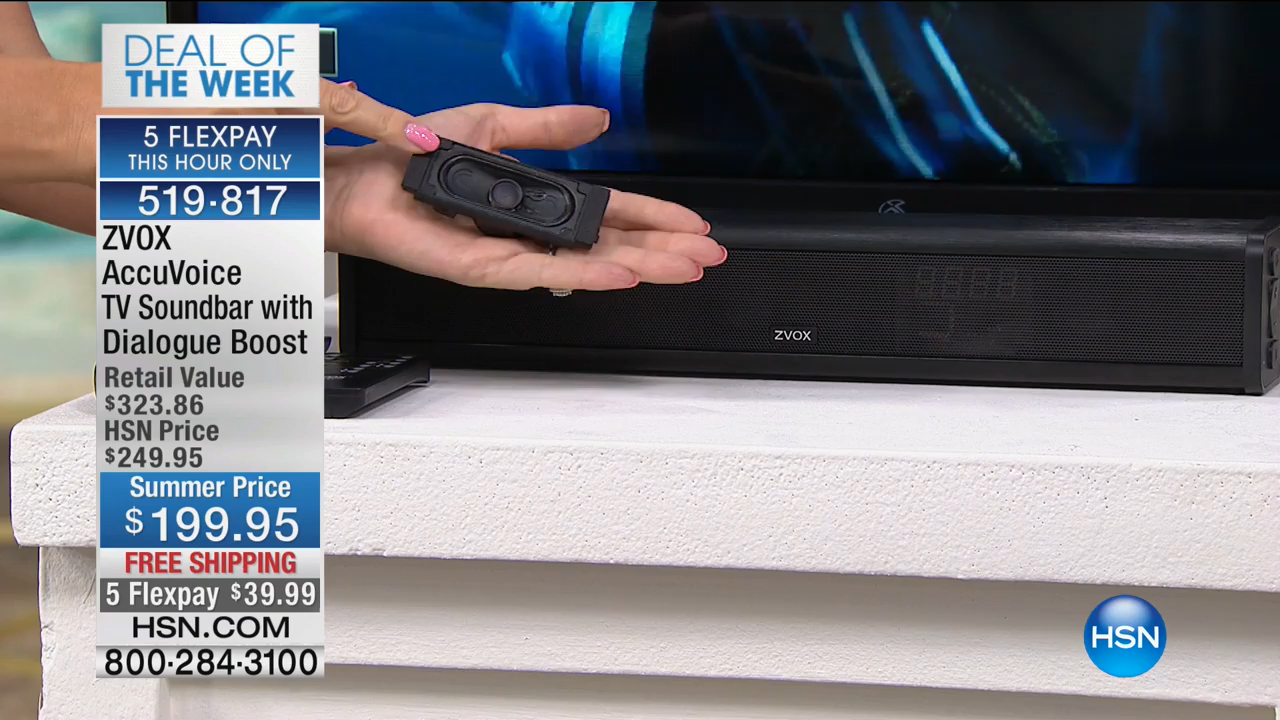 DEAL OF
THE WEEK
5 FLEXPAY
THIS HOUR ONLY
519·817
ZVOX
AccuVoice
TV Soundbar with
Dialogue Boost
Retail Value
$323.86
HSN Price
$249.95
Summer Price
$199.95
FREE SHIPPING
5 Flexpay $39.99
HSN.COM
800·284·3100
ZVOX
HSN